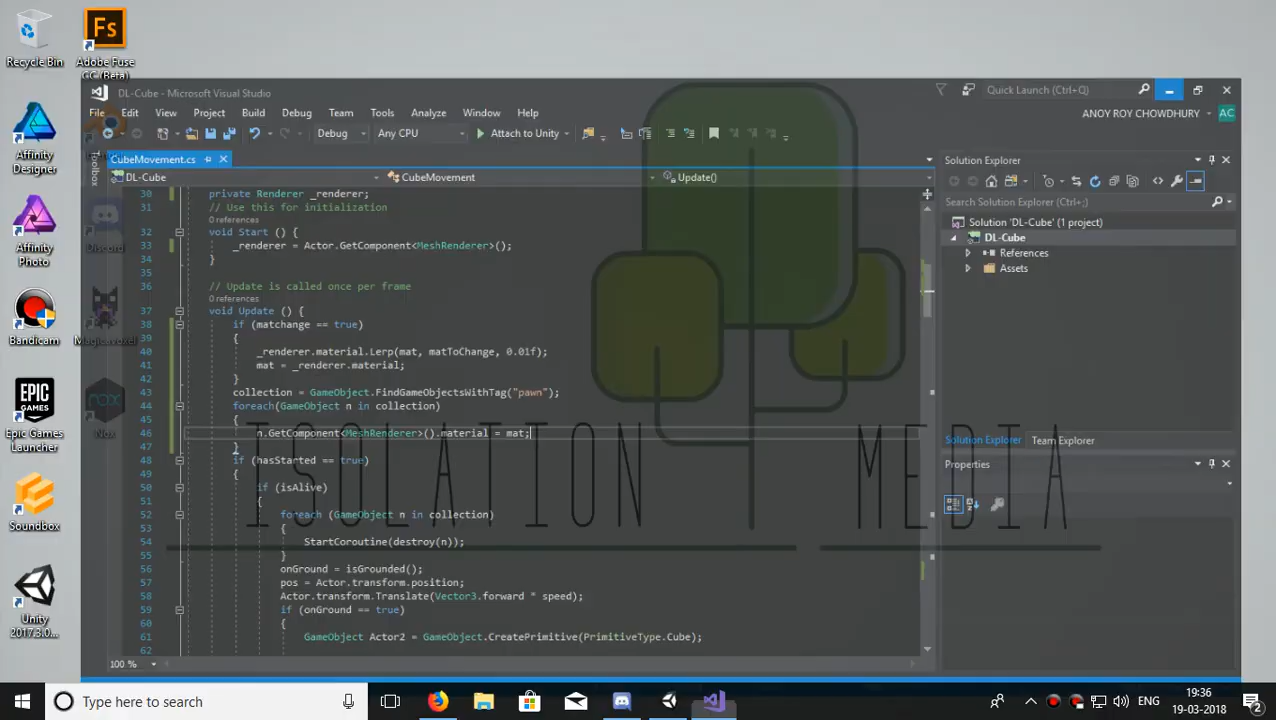 Recycle Bin
Adobe Fuse
CC (Beta)
Affinity
Designer
Affinity
Photo
Discord
Bandicam
MagicaVoxel
Epic Games
Launcher
EPIC
GAMES
Nox
Soundbox
Unity
2017.3.0...
Fs
DL-Cube - Microsoft Visual Studio
Quick Launch (Ctrl+Q)
File Edit View Project Build Debug Team Tools Analyze Window Help
ANOY ROY CHOWDHURY AC
Debug Any CPU Attach to Unity
Toolbox
CubeMovement.cs
DL-Cube CubeMovement Update()
30 private Renderer _renderer;
31 // Use this for initialization
0 references
32 void Start () {
33 _renderer = Actor.GetComponent<MeshRenderer>();
34 }
35
36 // Update is called once per frame
0 references
37 void Update () {
38 if (matchange == true)
39 {
40 _renderer.material.Lerp(mat, matToChange, 0.01f);
41 mat = _renderer.material;
42 }
43 collection = GameObject.FindGameObjectsWithTag("pawn");
44 foreach(GameObject n in collection)
45 {
46 n.GetComponent<MeshRenderer>().material = mat;
47 }
48 if (hasStarted == true)
49 {
50 if (isAlive)
51 {
52 foreach (GameObject n in collection)
53 {
54 StartCoroutine(destroy(n));
55 }
56 onGround = isGrounded();
57 pos = Actor.transform.position;
58 Actor.transform.Translate(Vector3.forward * speed);
59 if (onGround == true)
60 {
61 GameObject Actor2 = GameObject.CreatePrimitive(PrimitiveType.Cube);
62
100 %
ISOLATION MEDIA
Solution Explorer
Search Solution Explorer (Ctrl+;)
Solution 'DL-Cube' (1 project)
DL-Cube
References
Assets
Solution Explorer Team Explorer
Properties
Type here to search
ENG
19:36
19-03-2018
2